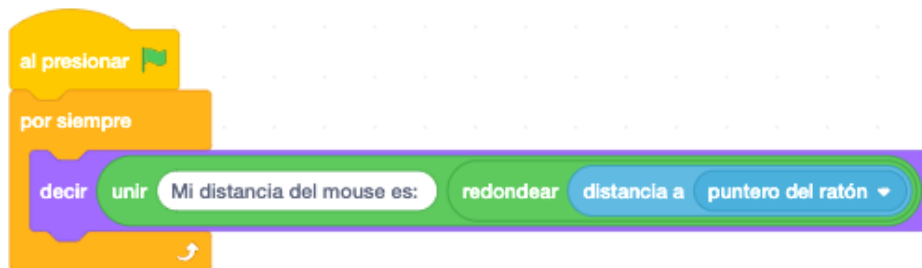 al presionar
por siempre
decir unir Mi distancia del mouse es: redondear distancia a puntero del ratón